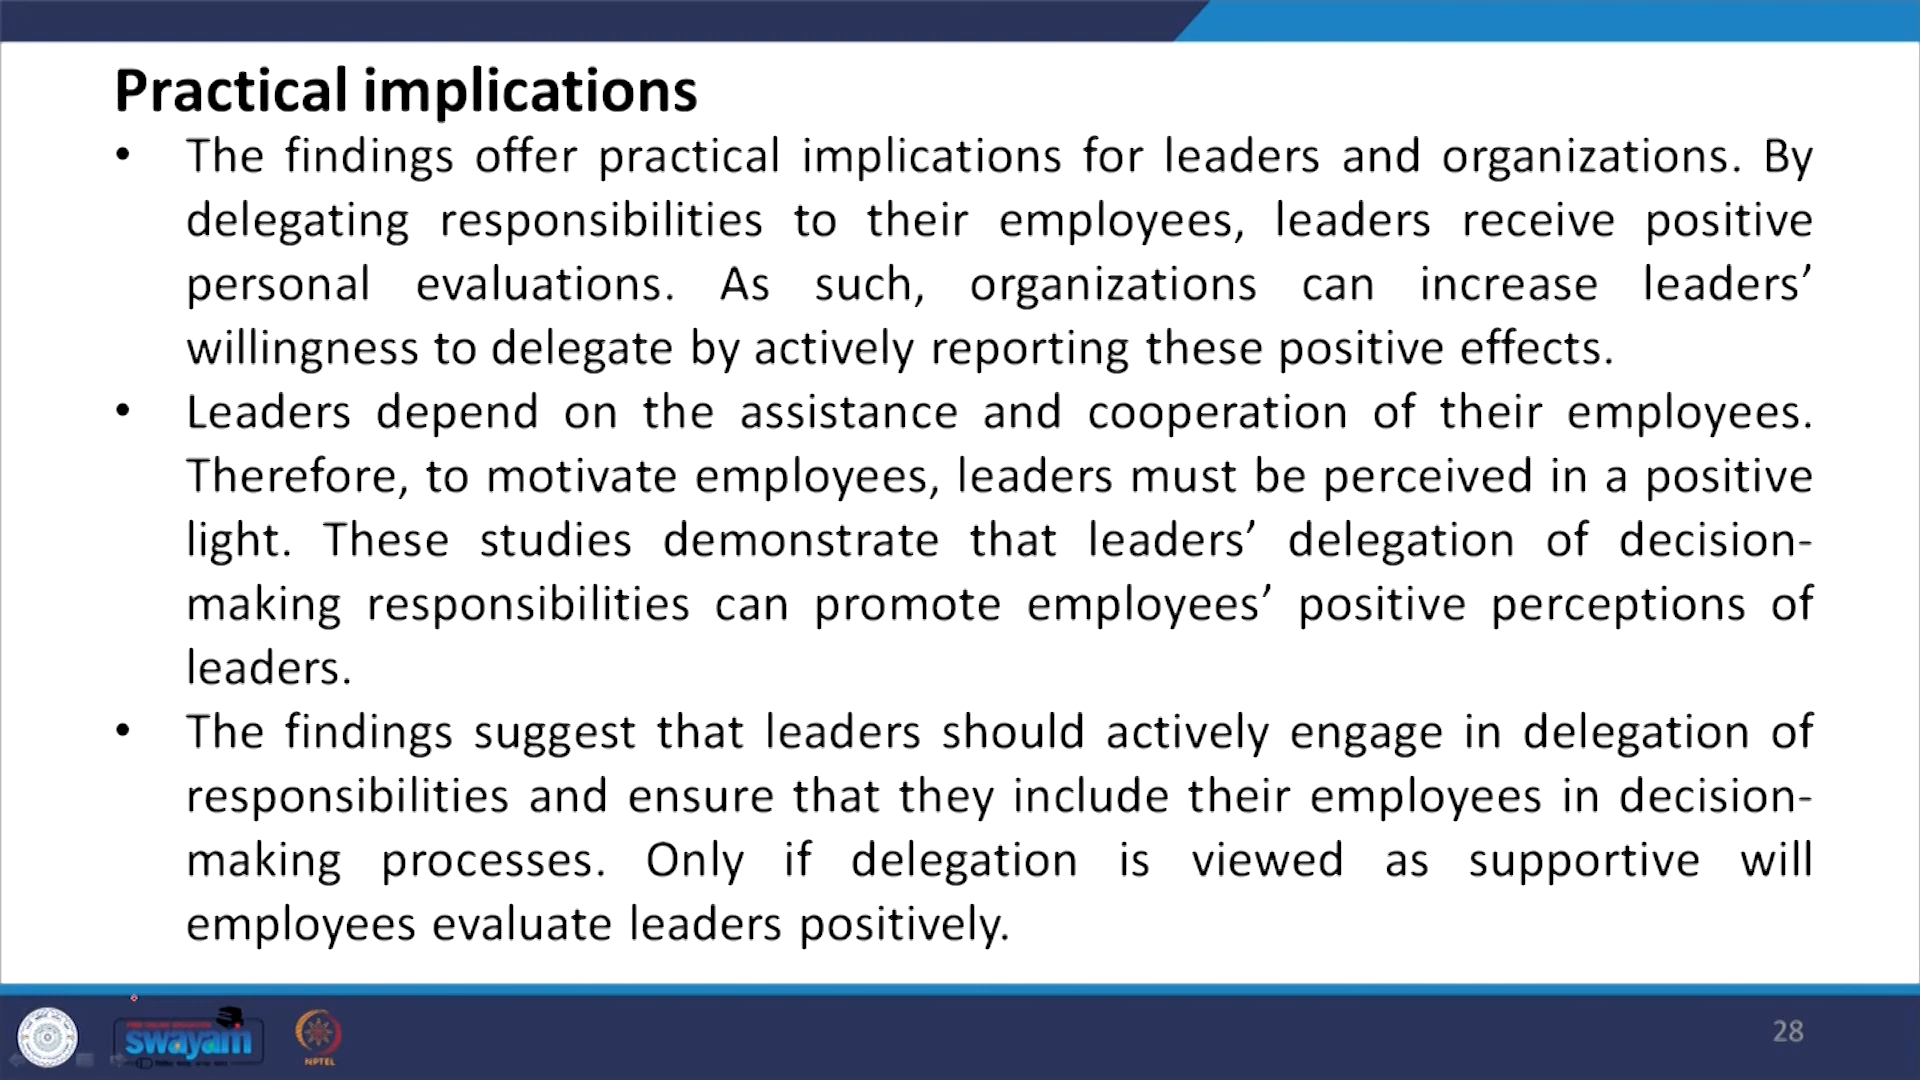 Practical implications
• The findings offer practical implications for leaders and organizations. By
delegating responsibilities to their employees, leaders receive positive
personal evaluations. As such, organizations can increase leaders’
willingness to delegate by actively reporting these positive effects.
• Leaders depend on the assistance and cooperation of their employees.
Therefore, to motivate employees, leaders must be perceived in a positive
light. These studies demonstrate that leaders’ delegation of decision-
making responsibilities can promote employees’ positive perceptions of
leaders.
• The findings suggest that leaders should actively engage in delegation of
responsibilities and ensure that they include their employees in decision-
making processes. Only if delegation is viewed as supportive will
employees evaluate leaders positively.
swayam
NPTEL
28